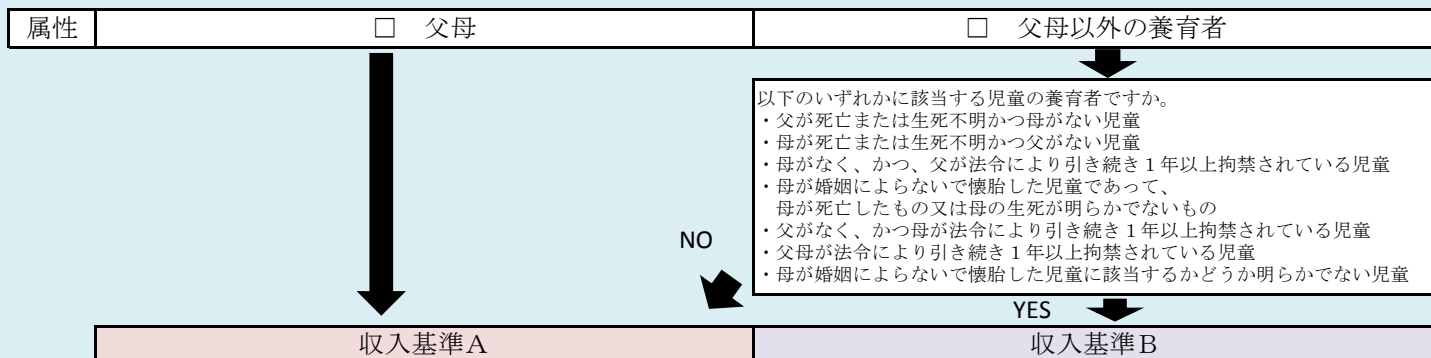 属性
□ 父母
□ 父母以外の養育者
以下のいずれかに該当する児童の養育者ですか。
・父が死亡または生死不明かつ母がない児童
・母が死亡または生死不明かつ父がない児童
・母がなく、かつ、父が法令により引き続き１年以上拘禁されている児童
・母が婚姻によらないで懐胎した児童であって、
母が死亡したもの又は母の生死が明らかでないもの
・父がなく、かつ母が法令により引き続き１年以上拘禁されている児童
・父母が法令により引き続き１年以上拘禁されている児童
・母が婚姻によらないで懐胎した児童に該当するかどうか明らかでない児童
NO
YES
収入基準A
収入基準B